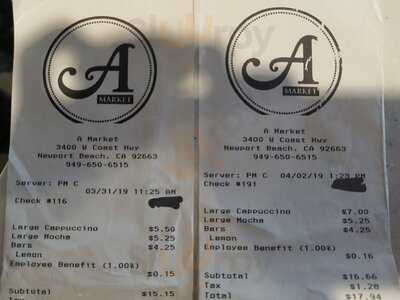 A
MARKET
A Market
3400 W Coast Hwy
Newport Beach, CA 92663
949-650-6515
Server: PM C
03/31/19 11:25 AM
Check #116
Large Cappuccino $5.50
Large Mocha $5.25
Bars $4.25
Lemon
Employee Benefit (1.00%)
$0.15
Subtotal $15.15
Tax
A
MARKET
A Market
3400 W Coast Hwy
Newport Beach, CA 92663
949-650-6515
Server: PM C 04/02/19 1:23 PM
Check #191
Large Cappuccino $7.00
Large Mocha $5.25
Bars $4.25
Lemon
Employee Benefit (1.00%)
$0.16
Subtotal $16.66
Tax $1.28
Total $17.94